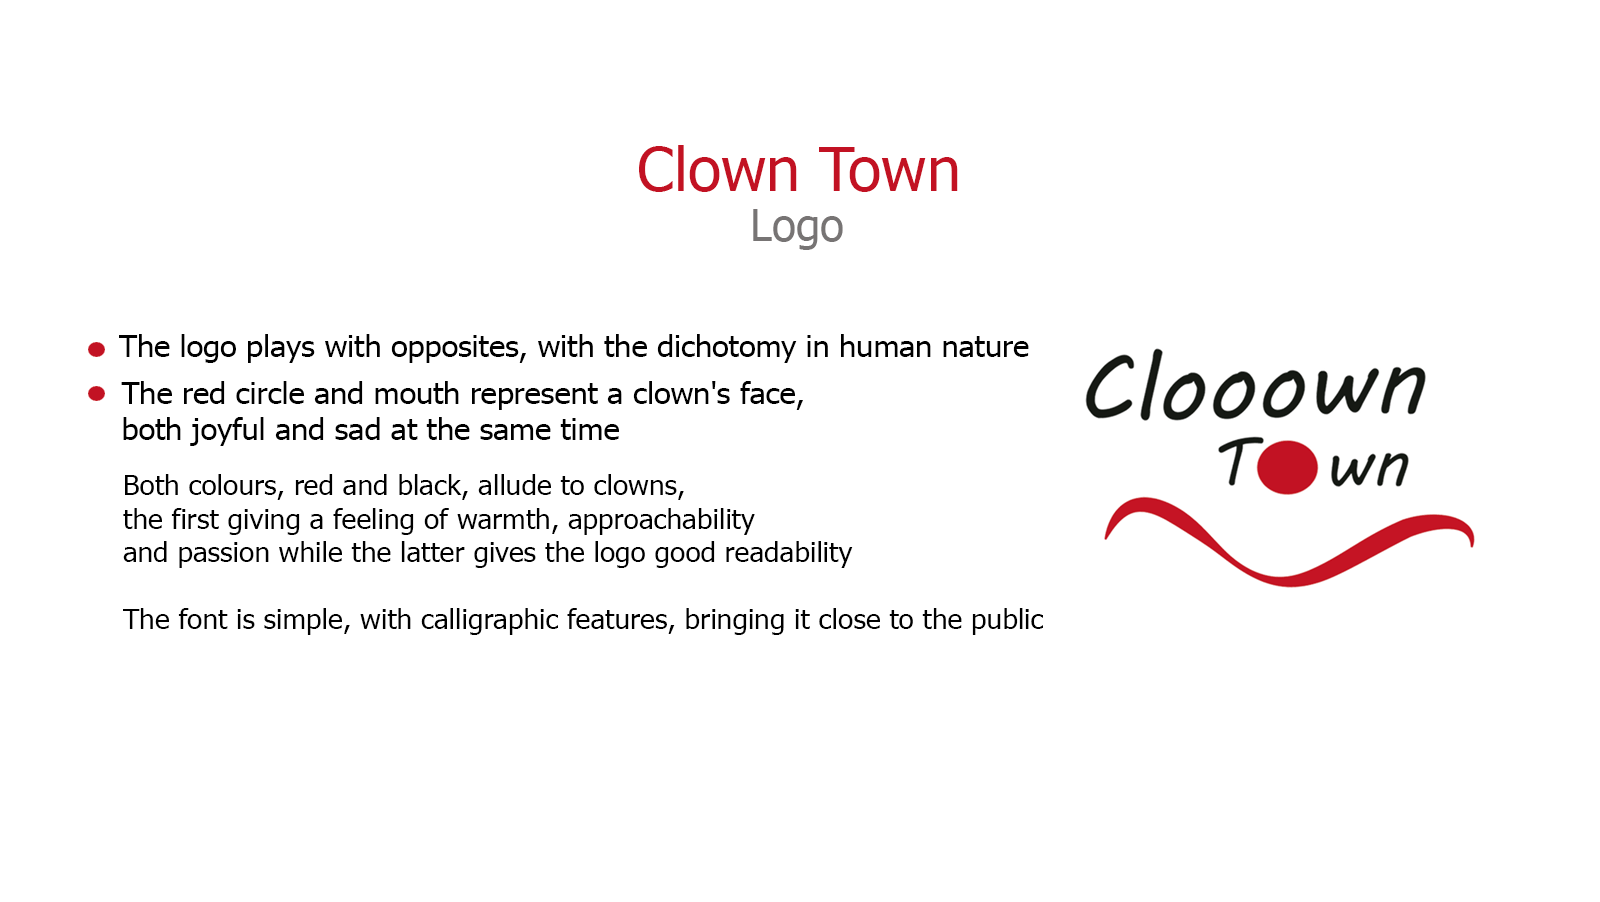 Clown Town
Logo
The logo plays with opposites, with the dichotomy in human nature
The red circle and mouth represent a clown's face,
both joyful and sad at the same time
Both colours, red and black, allude to clowns,
the first giving a feeling of warmth, approachability
and passion while the latter gives the logo good readability
The font is simple, with calligraphic features, bringing it close to the public
Clooown
Town